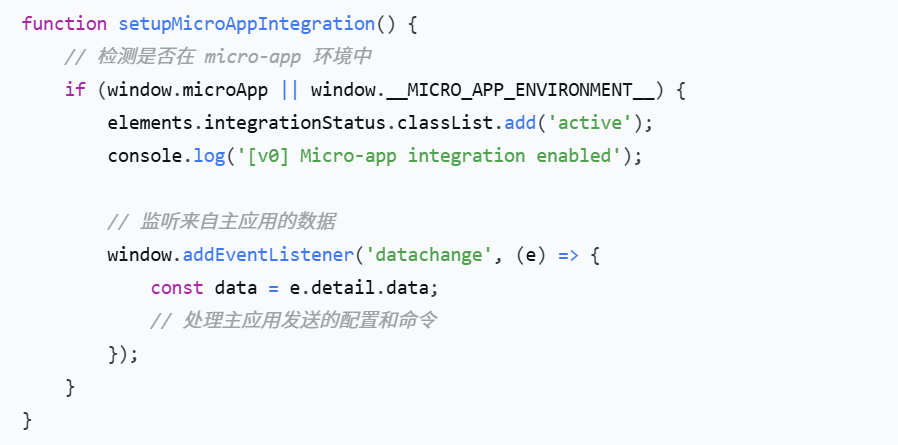 function setupMicroAppIntegration() {
    // 检测是否在 micro-app 环境中
    if (window.microApp || window.__MICRO_APP_ENVIRONMENT__) {
        elements.integrationStatus.classList.add('active');
        console.log('[v0] Micro-app integration enabled');

        // 监听来自主应用的数据
        window.addEventListener('datachange', (e) => {
            const data = e.detail.data;
            // 处理主应用发送的配置和命令
        });
    }
}